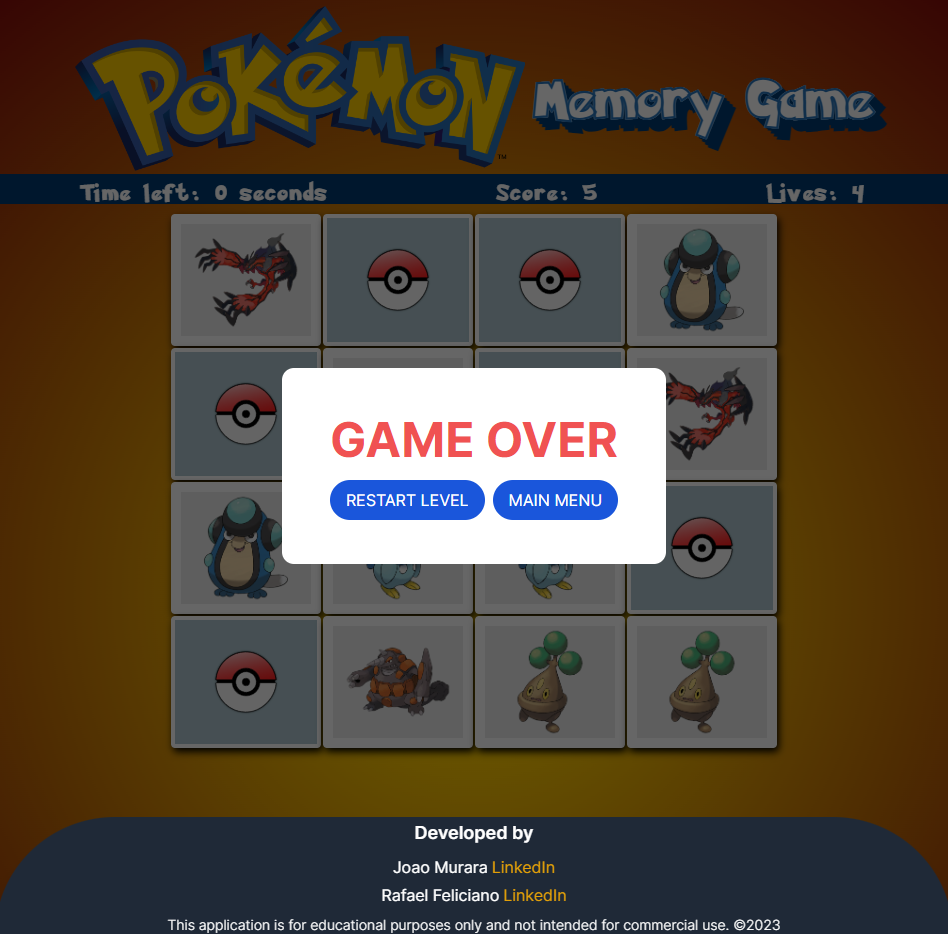 POKéMON ™ Memory Game
Time left: 0 seconds Score: 5 Lives: 4
GAME OVER
RESTART LEVEL MAIN MENU
Developed by
Joao Murara LinkedIn
Rafael Feliciano LinkedIn
This application is for educational purposes only and not intended for commercial use. ©2023